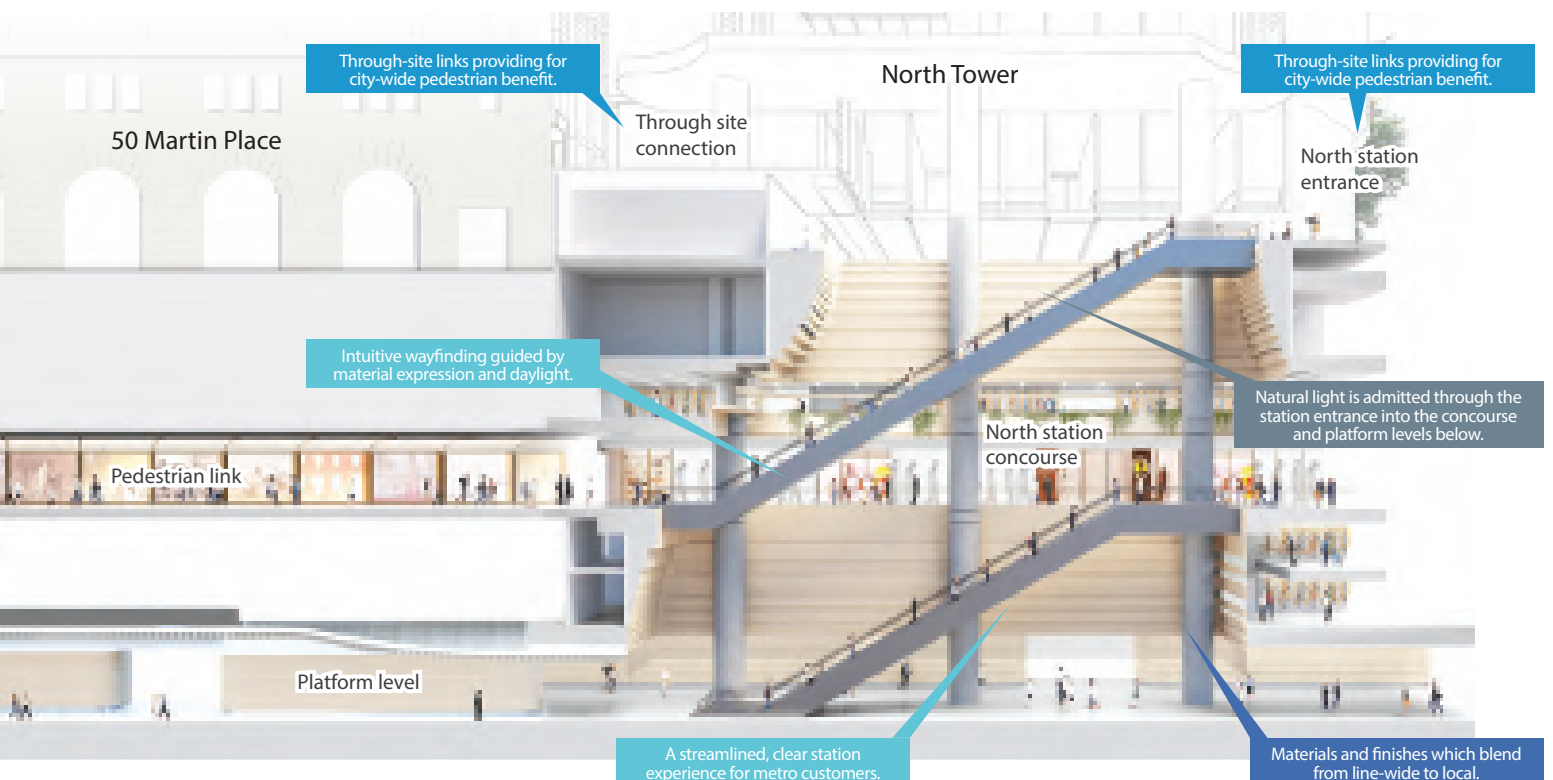 Through-site links providing for
city-wide pedestrian benefit.
North Tower
Through-site links providing for
city-wide pedestrian benefit.
50 Martin Place
Through site
connection
North station
entrance
Intuitive wayfinding guided by
material expression and daylight.
Natural light is admitted through the
station entrance into the concourse
and platform levels below.
North station
concourse
Pedestrian link
Platform level
A streamlined, clear station
experience for metro customers.
Materials and finishes which blend
from line-wide to local.